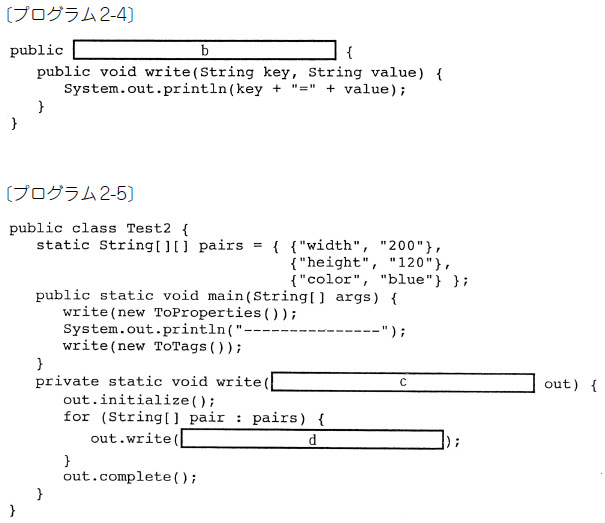 〔プログラム2-4〕
public b {
public void write(String key, String value) {
System.out.println(key + "=" + value);
}
}
〔プログラム2-5〕
public class Test2 {
static String[][] pairs = { {"width", "200"},
{"height", "120"},
{"color", "blue"} };
public static void main(String[] args) {
write(new ToProperties());
System.out.println("---------------");
write(new ToTags());
}
private static void write( c out) {
out.initialize();
for (String[] pair : pairs) {
out.write( d );
}
out.complete();
}
}